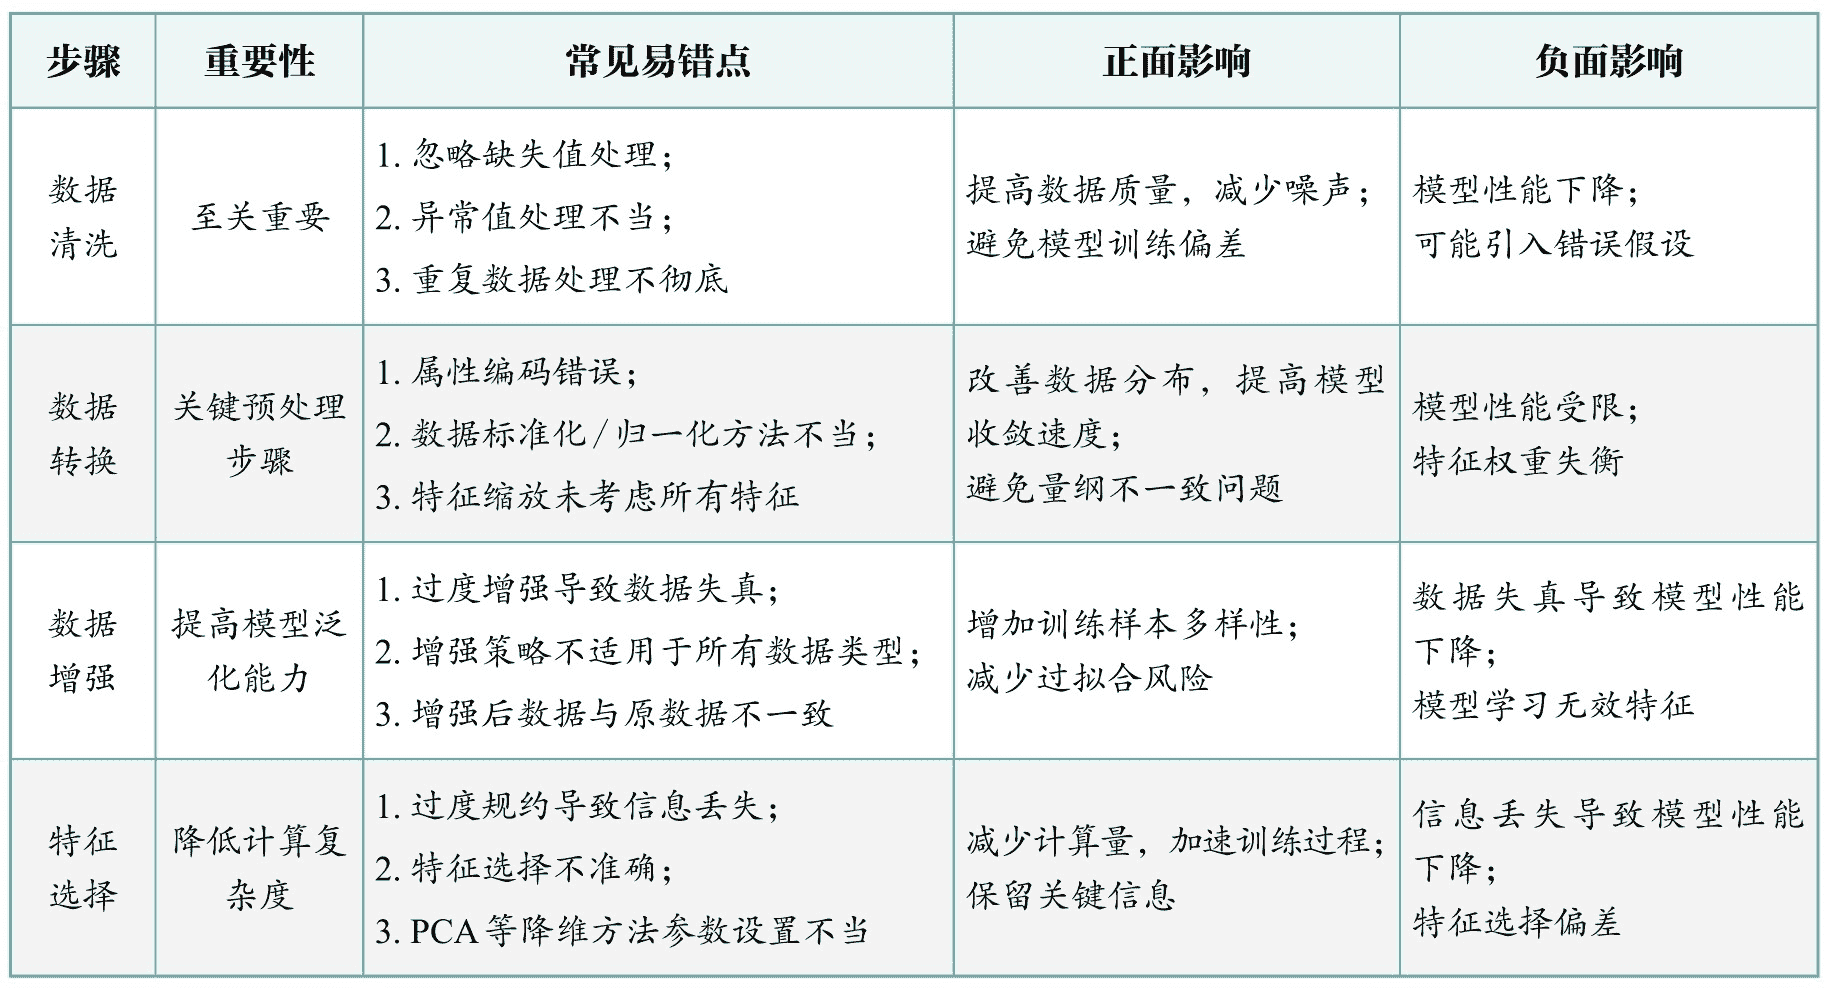 步骤 重要性 常见易错点 正面影响 负面影响
数据
清洗
至关重要
1. 忽略缺失值处理；
2. 异常值处理不当；
3. 重复数据处理不彻底
提高数据质量，减少噪声；
避免模型训练偏差
模型性能下降；
可能引入错误假设
数据
转换
关键预处理
步骤
1. 属性编码错误；
2. 数据标准化/归一化方法不当；
3. 特征缩放未考虑所有特征
改善数据分布，提高模型
收敛速度；
避免量纲不一致问题
模型性能受限；
特征权重失衡
数据
增强
提高模型泛
化能力
1. 过度增强导致数据失真；
2. 增强策略不适用于所有数据类型；
3. 增强后数据与原数据不一致
增加训练样本多样性；
减少过拟合风险
数据失真导致模型性能
下降；
模型学习无效特征
特征
选择
降低计算复
杂度
1. 过度规约导致信息丢失；
2. 特征选择不准确；
3. PCA等降维方法参数设置不当
减少计算量，加速训练过程；
保留关键信息
信息丢失导致模型性能
下降；
特征选择偏差